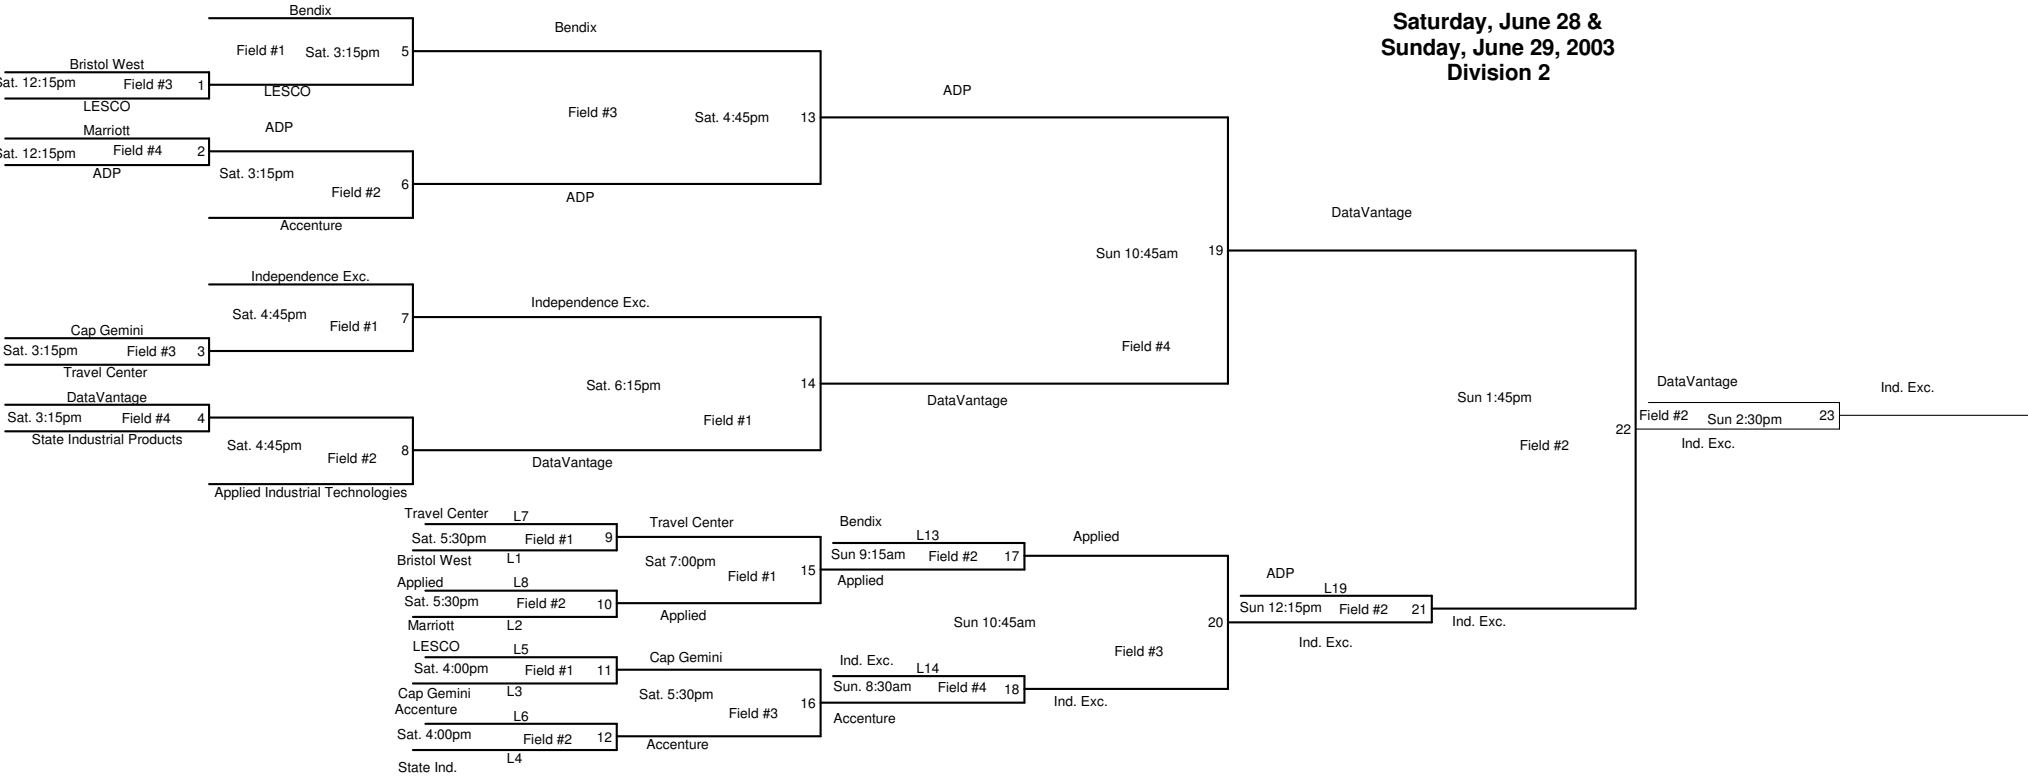 Saturday, June 28 &
Sunday, June 29, 2003
Division 2
Bendix
Field #1 Sat. 3:15pm 5
Bendix
Bristol West
Sat. 12:15pm Field #3 1
LESCO
LESCO
ADP
Field #3 Sat. 4:45pm 13
ADP
Marriott
Sat. 12:15pm Field #4 2
ADP
Sat. 3:15pm
Field #2 6
ADP
Accenture
DataVantage
Sun 10:45am 19
Field #4
Independence Exc.
Sat. 4:45pm
Field #1 7
Independence Exc.
Cap Gemini
Sat. 3:15pm Field #3 3
Travel Center
DataVantage
Sat. 3:15pm Field #4 4
State Industrial Products
Sat. 6:15pm 14
Field #1
DataVantage
Sat. 4:45pm
Field #2 8
DataVantage
Applied Industrial Technologies
Sun 1:45pm
Field #2 22
DataVantage
Field #2 Sun 2:30pm 23
Ind. Exc.
Ind. Exc.
Travel Center L7
Sat. 5:30pm Field #1 9
Bristol West L1
Travel Center
Sat 7:00pm
Field #1 15
Applied L8
Sat. 5:30pm Field #2 10
Marriott L2
Applied
Bendix
L13
Sun 9:15am Field #2 17
Applied
Applied
LESCO L5
Sat. 4:00pm Field #1 11
Cap Gemini L3
Cap Gemini
Sat. 5:30pm
Field #3 16
Accenture L6
Sat. 4:00pm Field #2 12
State Ind. L4
Accenture
Ind. Exc. L14
Sun. 8:30am Field #4 18
Accenture
Ind. Exc.
Sun 10:45am 20
Field #3
ADP
L19
Sun 12:15pm Field #2 21
Ind. Exc.
Ind. Exc.